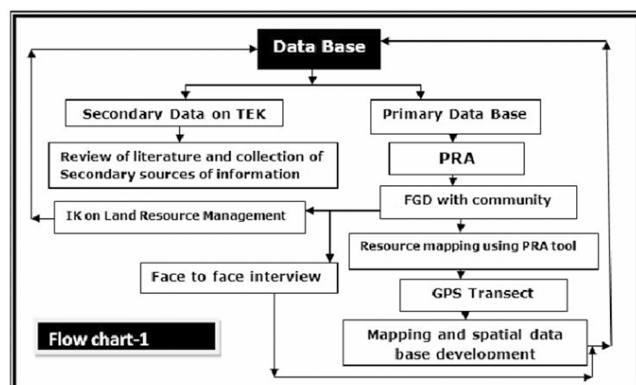 Data Base
Secondary Data on TEK
Primary Data Base
Review of literature and collection of
Secondary sources of information
PRA
FGD with community
IK on Land Resource Management
Resource mapping using PRA tool
Face to face interview
GPS Transect
Mapping and spatial data
base development
Flow chart-1